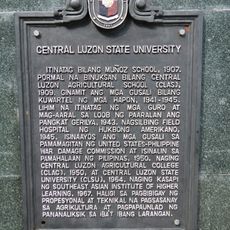 CENTRAL LUZON STATE UNIVERSITY
ITINATAG BILANG MUÑOZ SCHOOL, 1907.
PORMAL NA BINUKSAN BILANG CENTRAL
LUZON AGRICULTURAL SCHOOL (CLAS),
1909. GINAMIT ANG MGA GUSALI BILANG
KUWARTEL NG MGA HAPON, 1941-1945.
LIHIM NA ITINATAG NG MGA GURO AT
MAG-AARAL SA LOOB NG PAARALAN ANG
PANGKAT GERILYA, 1943. NAGSILBING FIELD
HOSPITAL NG HUKBONG AMERIKANO,
1945. ISINAAYOS ANG MGA GUSALI SA
PAMAMAGITAN NG UNITED STATES-PHILIPPINE
WAR DAMAGE COMMISSION AT ISINALIN SA
PAMAHALAAN NG PILIPINAS, 1950. NAGING
CENTRAL LUZON AGRICULTURAL COLLEGE
(CLAC), 1950, AT CENTRAL LUZON STATE
UNIVERSITY (CLSU), 1964. NAGING KASAPI
NG SOUTHEAST ASIAN INSTITUTE OF HIGHER
LEARNING, 1967. HALIGI SA PAGBIBIGAY NG
PROPESYONAL AT TEKNIKAL NA PAGSASANAY
SA AGRIKULTURA AT PAGPAPUNLAD NG
PANANALIKSIK SA IBA'T IBANG LARANGAN.